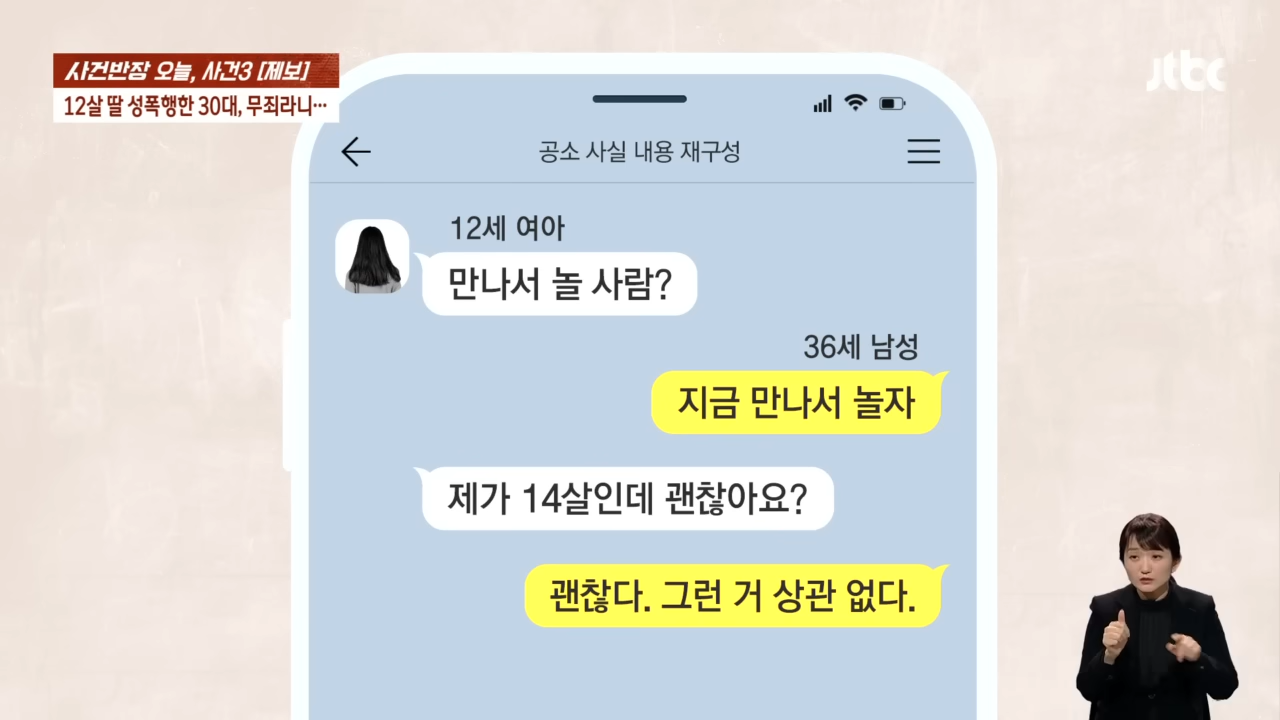 사건반장 오늘, 사건3 [제보]
12살 딸 성폭행한 30대, 무죄라니…
jtbc
공소 사실 내용 재구성
12세 여아
만나서 놀 사람?
36세 남성
지금 만나서 놀자
제가 14살인데 괜찮아요?
괜찮다. 그런 거 상관 없다.